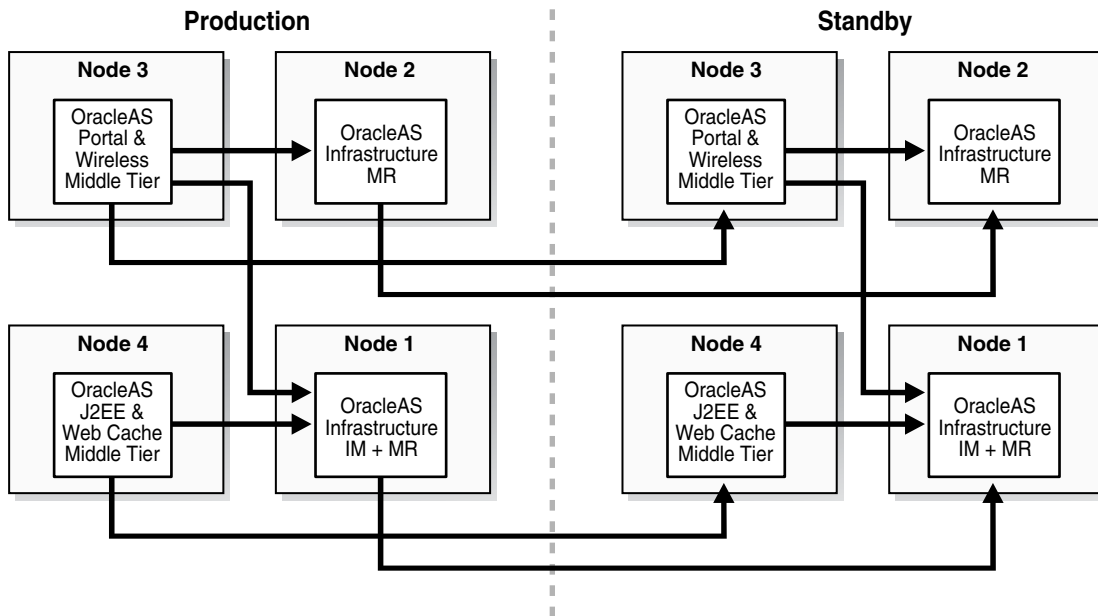 Production
Standby
Node 3
OracleAS
Portal &
Wireless
Middle Tier
Node 2
OracleAS
Infrastructure
MR
Node 3
OracleAS
Portal &
Wireless
Middle Tier
Node 2
OracleAS
Infrastructure
MR
Node 4
OracleAS
J2EE &
Web Cache
Middle Tier
Node 1
OracleAS
Infrastructure
IM + MR
Node 4
OracleAS
J2EE &
Web Cache
Middle Tier
Node 1
OracleAS
Infrastructure
IM + MR